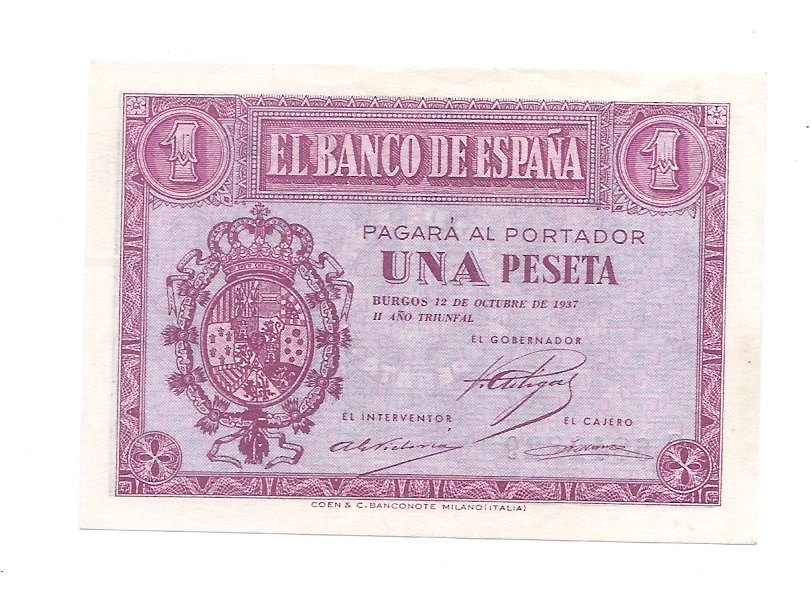 1 EL BANCO DE ESPAÑA 1
PAGARÁ AL PORTADOR
UNA PESETA
BURGOS 12 DE OCTUBRE DE 1937
II AÑO TRIUNFAL
EL GOBERNADOR
EL INTERVENTOR
EL CAJERO
COEN & C. BANCONOTE MILANO (ITALIA)